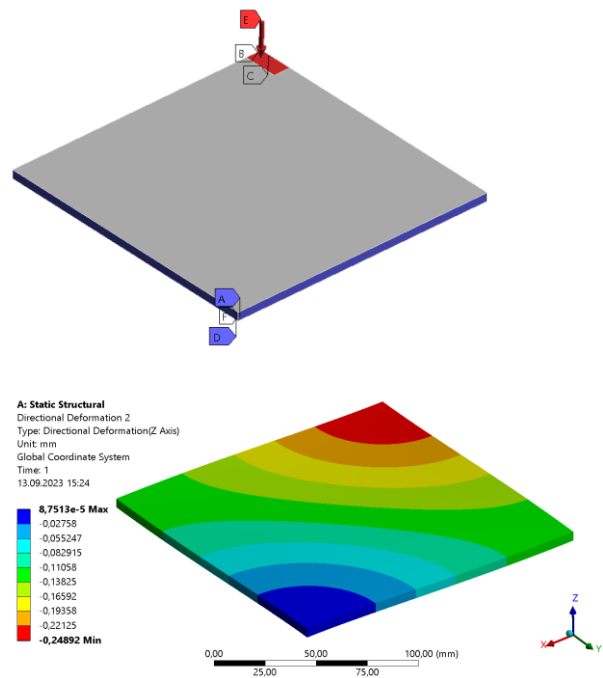 E
B
C
A
F
D
A: Static Structural
Directional Deformation 2
Type: Directional Deformation(Z Axis)
Unit: mm
Global Coordinate System
Time: 1
13.09.2023 15:24
8,7513e-5 Max
-0,02758
-0,055247
-0,082915
-0,11058
-0,13825
-0,16592
-0,19358
-0,22125
-0,24892 Min
0,00 50,00 100,00 (mm)
25,00 75,00
Z
X
Y